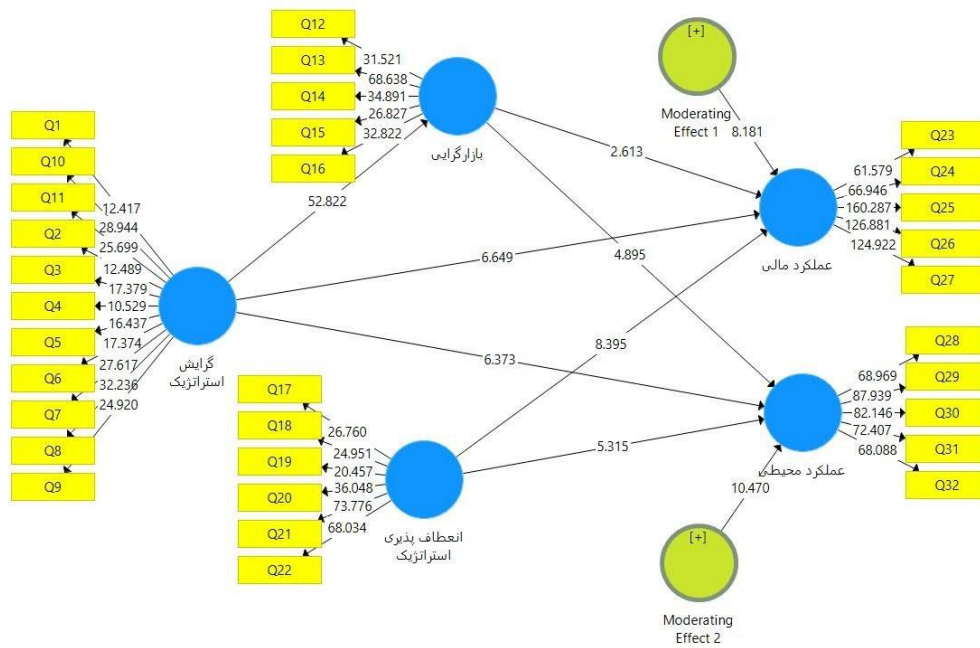 Q12
Q13
Q14
Q15
Q16
31.521
68.638
34.891
26.827
32.822
بازارگرایی
[+]
Moderating
Effect 1
8.181
Q1
Q10
Q11
Q2
Q3
Q4
Q5
Q6
Q7
Q8
Q9
12.417
28.944
25.699
12.489
17.379
10.529
16.437
17.374
27.617
32.236
24.920
گرایش
استراتژیک
52.822
2.613
6.649
4.895
8.395
6.373
5.315
Q23
Q24
Q25
Q26
Q27
61.579
66.946
160.287
126.881
124.922
عملکرد مالی
Q17
Q18
Q19
Q20
Q21
Q22
26.760
24.951
20.457
36.048
73.776
68.034
انعطاف پذیری
استراتژیک
Q28
Q29
Q30
Q31
Q32
68.969
87.939
82.146
72.407
68.088
عملکرد محیطی
10.470
[+]
Moderating
Effect 2